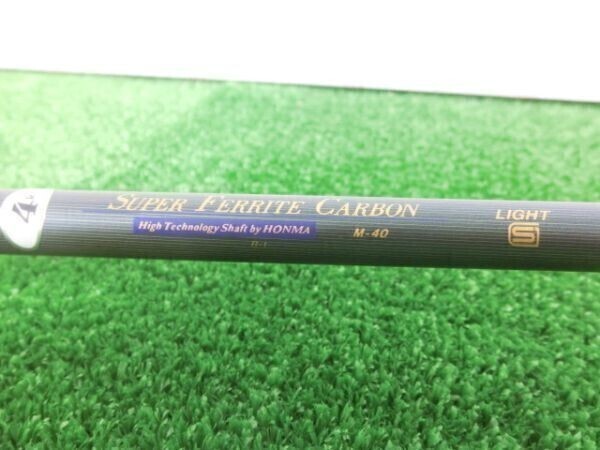 4
SUPER FERRITE CARBON
High Technology Shaft by HONMA
M-40
LIGHT
S